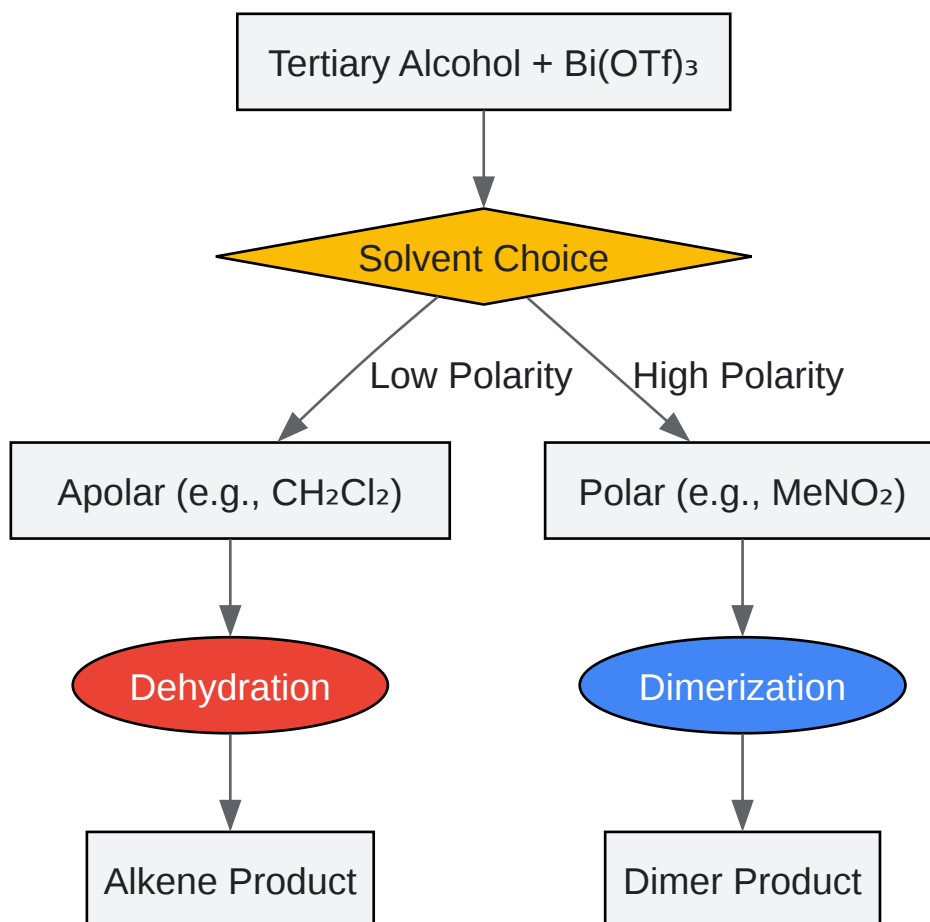 Tertiary Alcohol + Bi(OTf)₃
Solvent Choice
Low Polarity
High Polarity
Apolar (e.g., CH₂Cl₂)
Polar (e.g., MeNO₂)
Dehydration
Dimerization
Alkene Product
Dimer Product